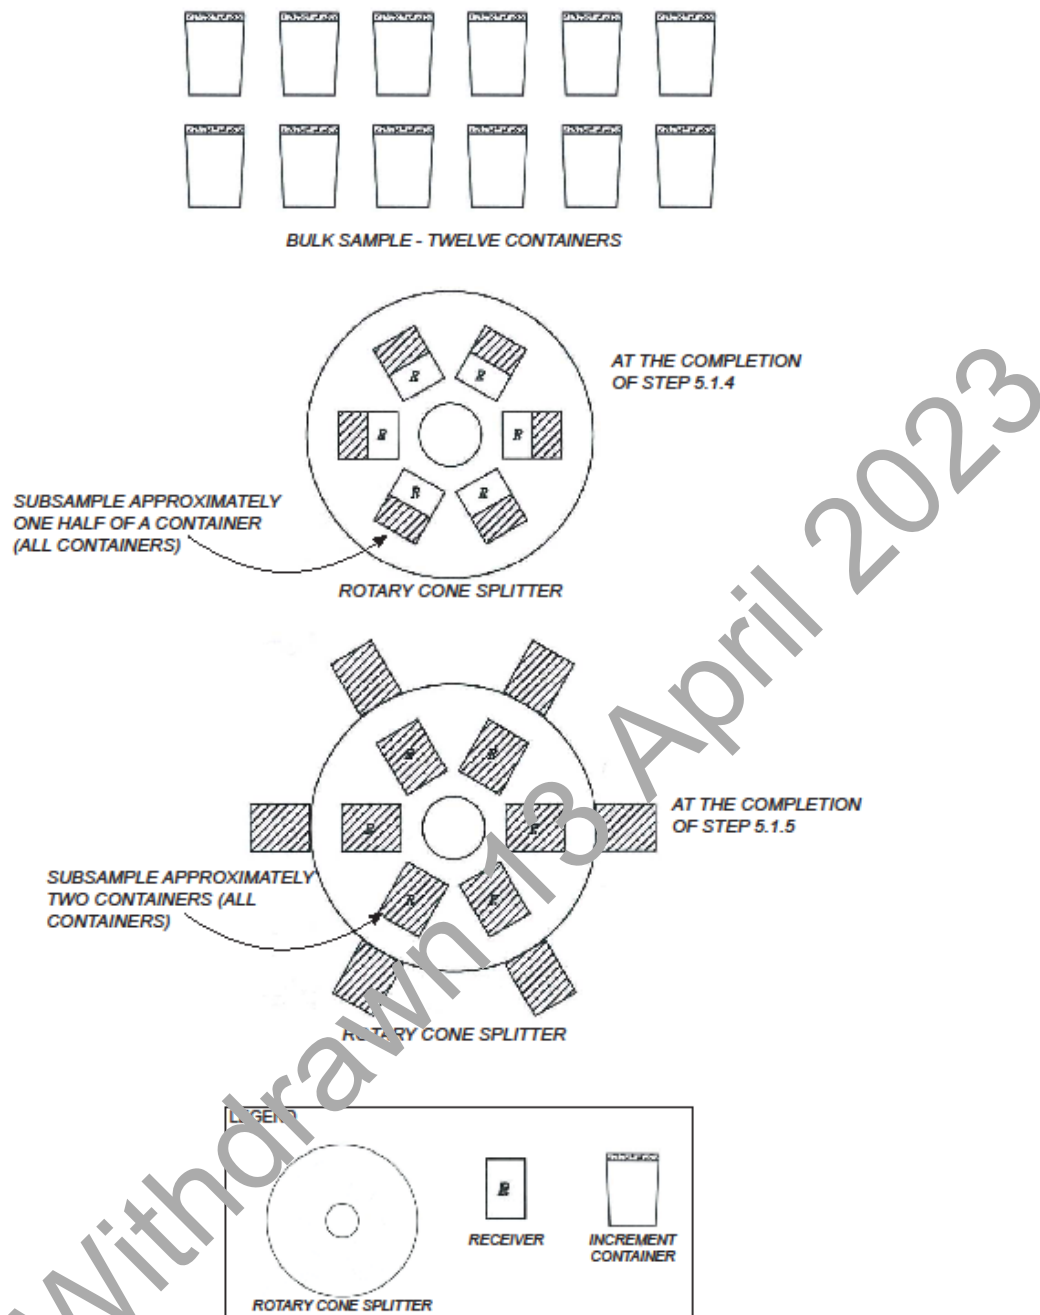 BULK SAMPLE - TWELVE CONTAINERS
AT THE COMPLETION
OF STEP 5.1.4
R
R
R
R
R
R
SUBSAMPLE APPROXIMATELY
ONE HALF OF A CONTAINER
(ALL CONTAINERS)
ROTARY CONE SPLITTER
AT THE COMPLETION
OF STEP 5.1.5
R
R
R
R
R
R
SUBSAMPLE APPROXIMATELY
TWO CONTAINERS (ALL
CONTAINERS)
ROTARY CONE SPLITTER
LEGEND
R
RECEIVER
INCREMENT
CONTAINER
ROTARY CONE SPLITTER
Withdrawn 13 April 2023